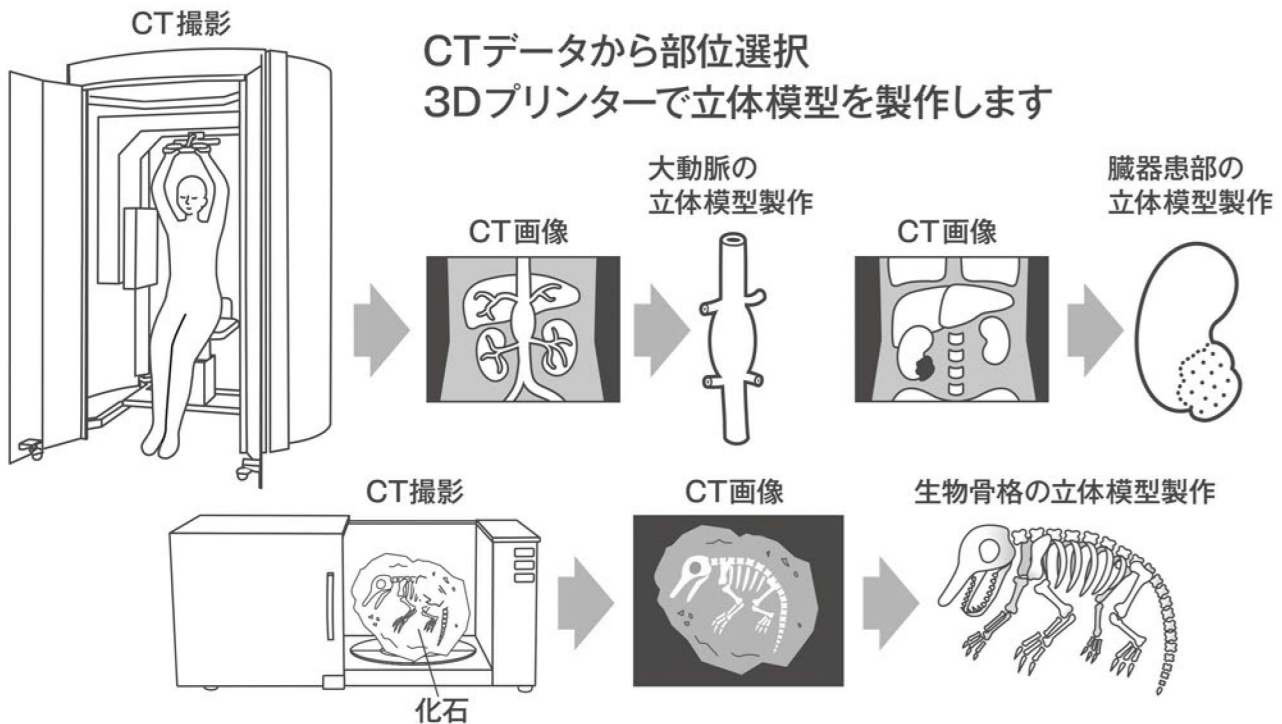 CT撮影
CTデータから部位選択
3Dプリンターで立体模型を製作します
CT画像
大動脈の
立体模型製作
CT画像
臓器患部の
立体模型製作
CT撮影
化石
CT画像
生物骨格の立体模型製作